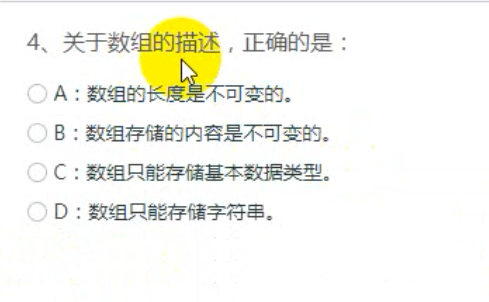 4、关于数组的描述，正确的是：
A：数组的长度是不可变的。
B：数组存储的内容是不可变的。
C：数组只能存储基本数据类型。
D：数组只能存储字符串。